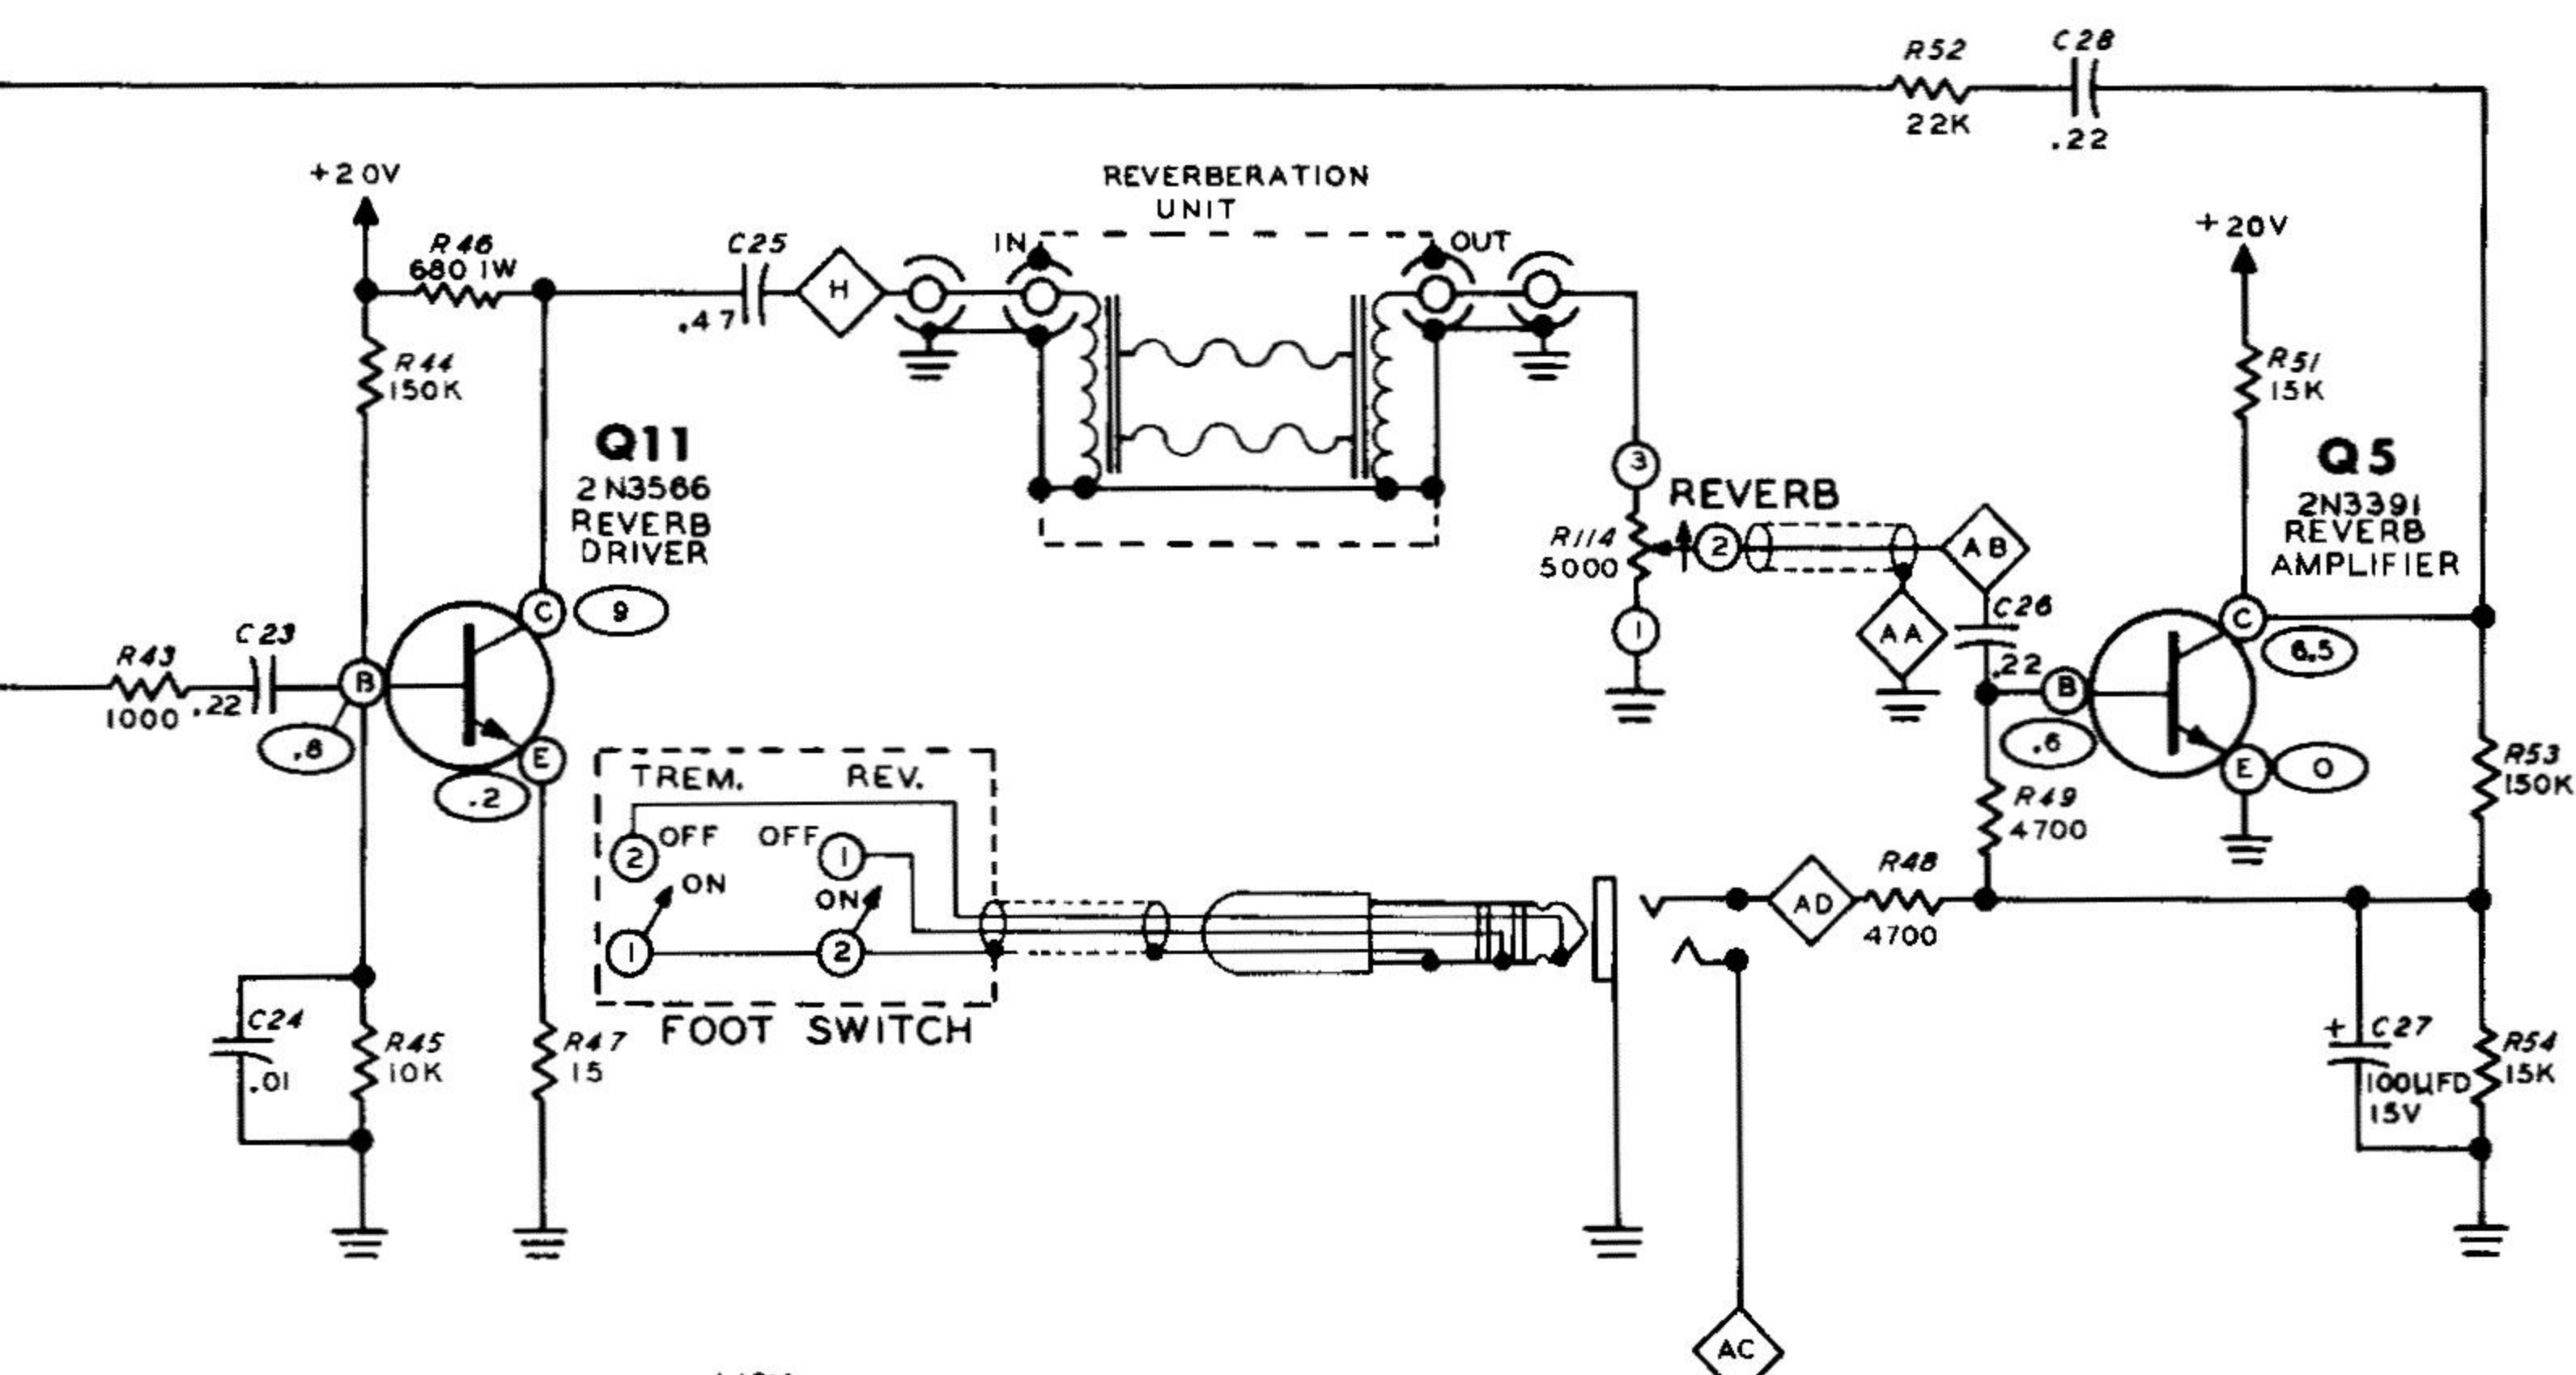 R52
C28
22K
.22
+20V
REVERBERATION
UNIT
+20V
R46
680 1W
C25
.47
H
IN
OUT
R44
150K
R51
15K
Q11
2N3566
REVERB
DRIVER
Q5
2N3391
REVERB
AMPLIFIER
3
REVERB
R114
5000
2
AB
1
AA
C26
.22
C
9
C
6.5
R43
1000
C23
.22
B
.8
E
.2
B
.6
E
0
R53
150K
TREM. REV.
2 OFF OFF 1
ON ON
1 2
FOOT SWITCH
R49
4700
AD
R48
4700
C24
.01
R45
10K
R47
15
+ C27
100µFD
15V
R54
15K
AC